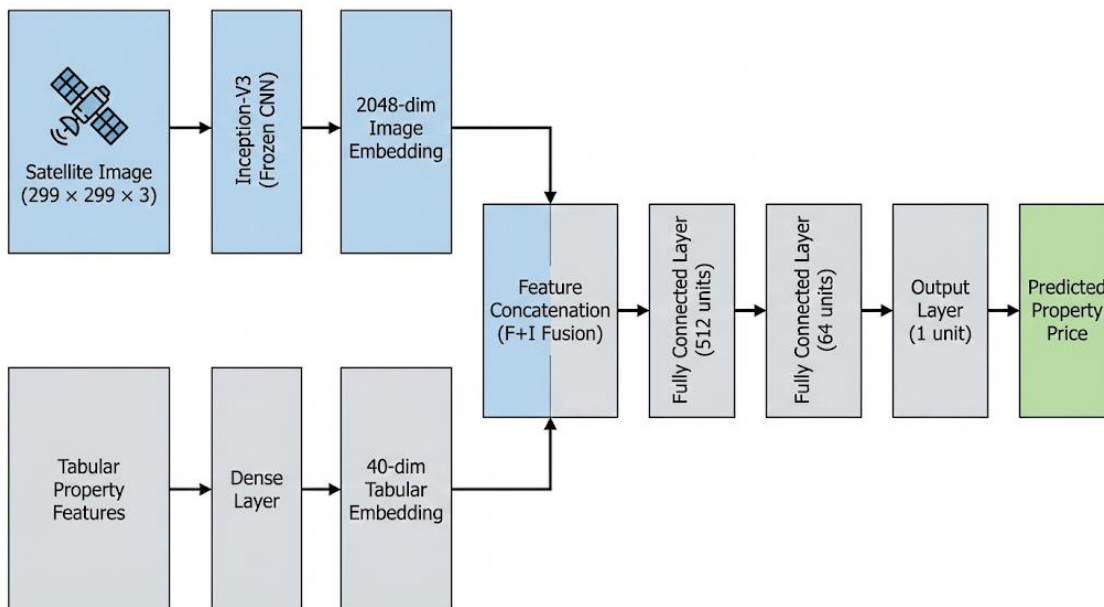 Satellite Image
(299 × 299 × 3)
Inception-V3
(Frozen CNN)
2048-dim
Image
Embedding
Tabular
Property
Features
Dense
Layer
40-dim
Tabular
Embedding
Feature
Concatenation
(F+I Fusion)
Fully Connected Layer
(512 units)
Fully Connected Layer
(64 units)
Output
Layer
(1 unit)
Predicted
Property
Price